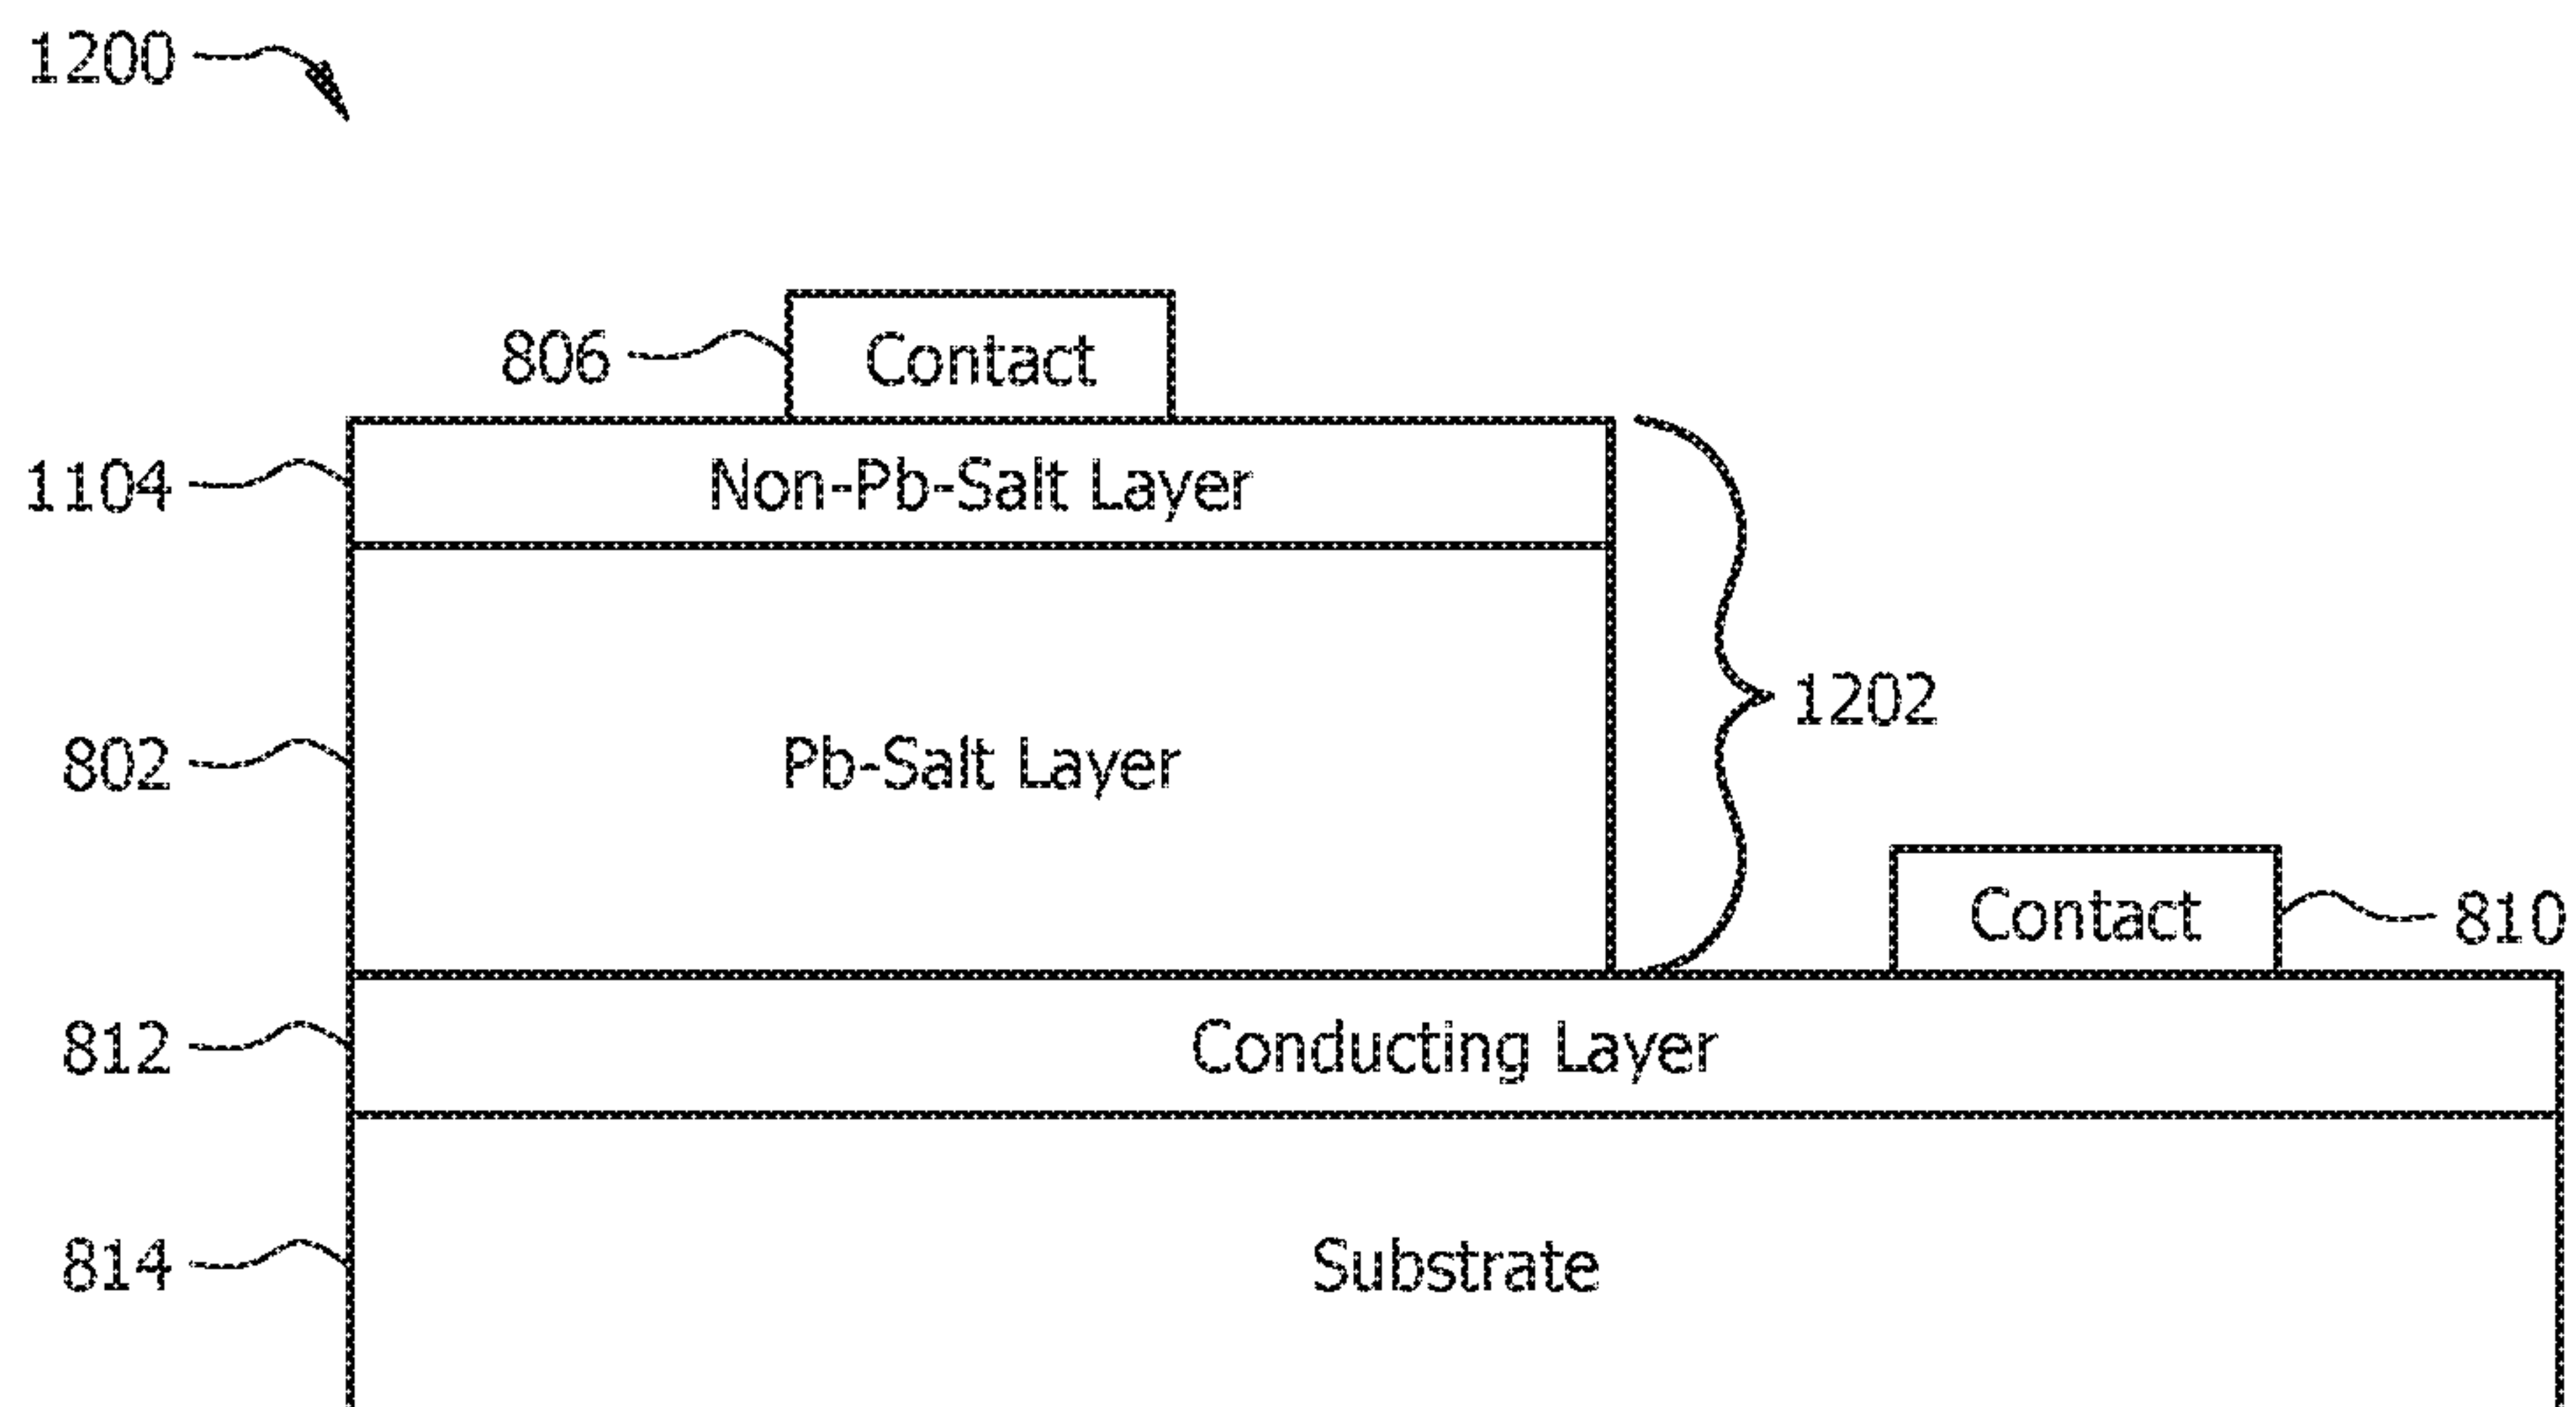 1200
806 Contact
1104 Non-Pb-Salt Layer
802 Pb-Salt Layer
1202
Contact 810
812 Conducting Layer
814 Substrate